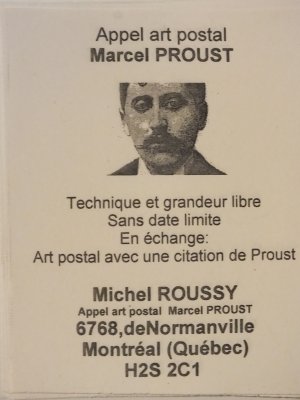 Appel art postal
Marcel PROUST
Technique et grandeur libre
Sans date limite
En échange:
Art postal avec une citation de Proust
Michel ROUSSY
Appel art postal Marcel PROUST
6768,deNormanville
Montréal (Québec)
H2S 2C1